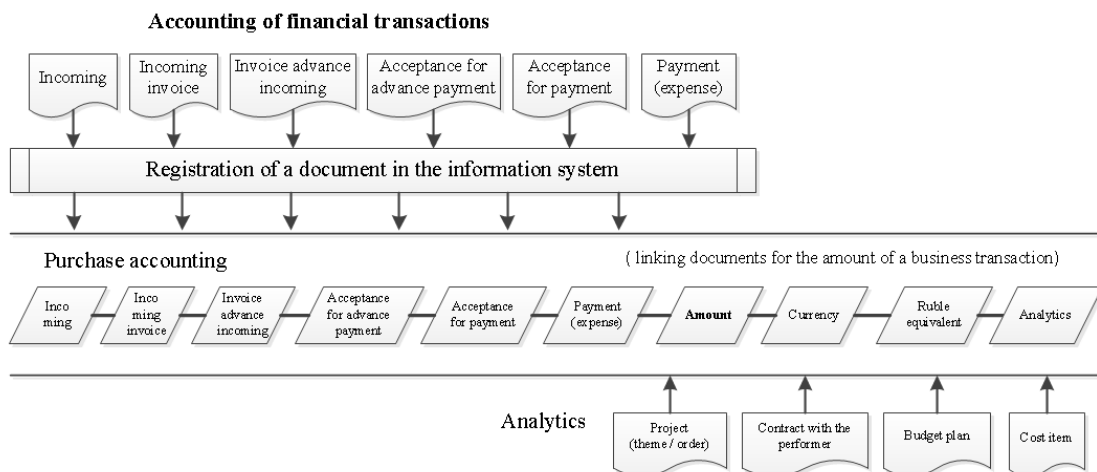 Accounting of financial transactions
Incoming
Incoming
invoice
Invoice advance
incoming
Acceptance for
advance payment
Acceptance
for payment
Payment
(expense)
Registration of a document in the information system
Purchase accounting
( linking documents for the amount of a business transaction)
Inco
ming
Inco
ming
invoice
Invoice
advance
incoming
Acceptance
for advance
payment
Acceptance
for payment
Payment
(expense)
Amount
Currency
Ruble
equivalent
Analytics
Analytics
Project
(theme / order)
Contract with the
performer
Budget plan
Cost item